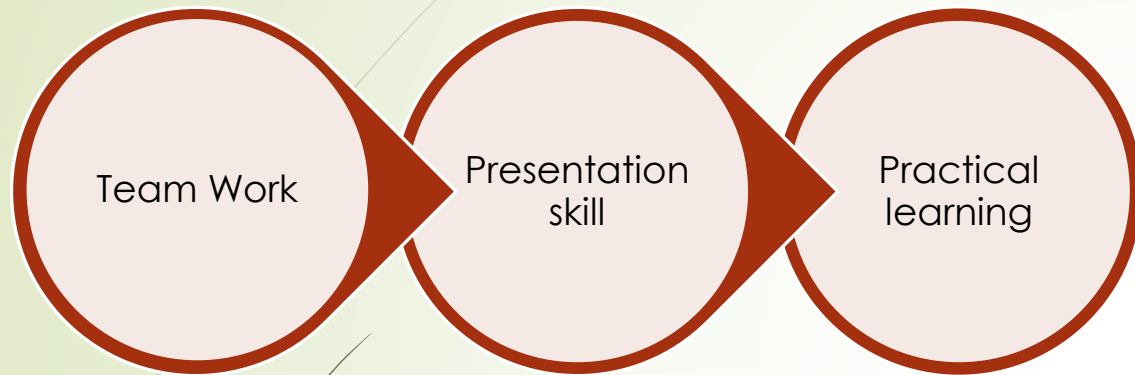 Team Work
Presentation
skill
Practical
learning